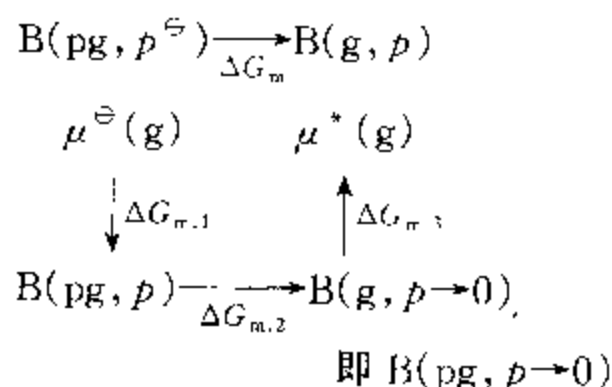 B(pg, p⊖) ⟶ B(g, p)
ΔG_m
μ⊖(g) μ*(g)
ΔG_m,1 ΔG_m,3
B(pg, p) ⟶ B(g, p→0)
ΔG_m,2
即 B(pg, p→0)